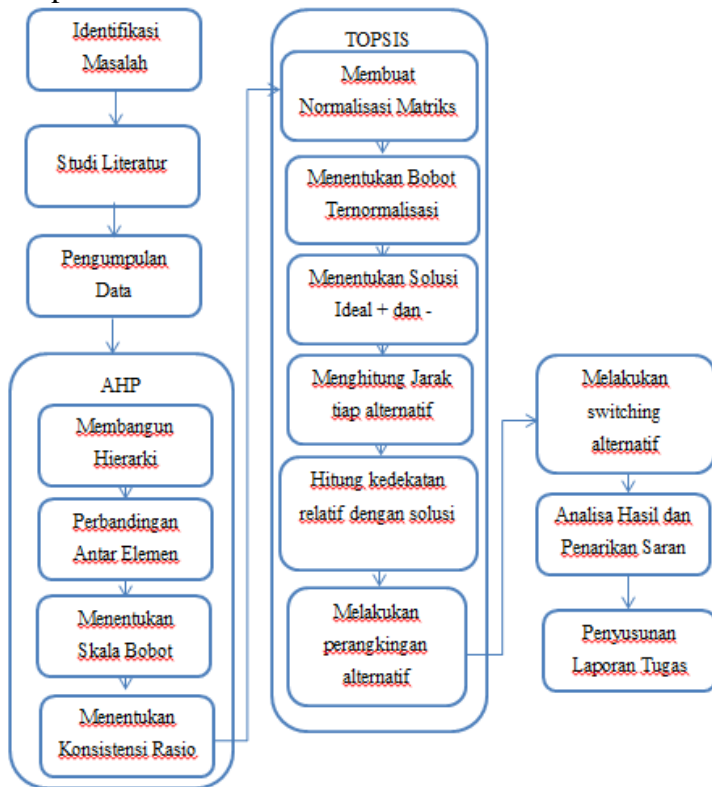 Identifikasi
Masalah
Studi Literatur
Pengumpulan
Data
AHP
Membangun
Hierarki
Perbandingan
Antar Elemen
Menentukan
Skala Bobot
Menentukan
Konsistensi Rasio
TOPSIS
Membuat
Normalisasi Matriks
Menentukan Bobot
Ternormalisasi
Menentukan Solusi
Ideal + dan -
Menghitung Jarak
tiap alternatif
Hitung kedekatan
relatif dengan solusi
Melakukan
perangkingan
alternatif
Melakukan
switching
alternatif
Analisa Hasil dan
Penarikan Saran
Penyusunan
Laporan Tugas